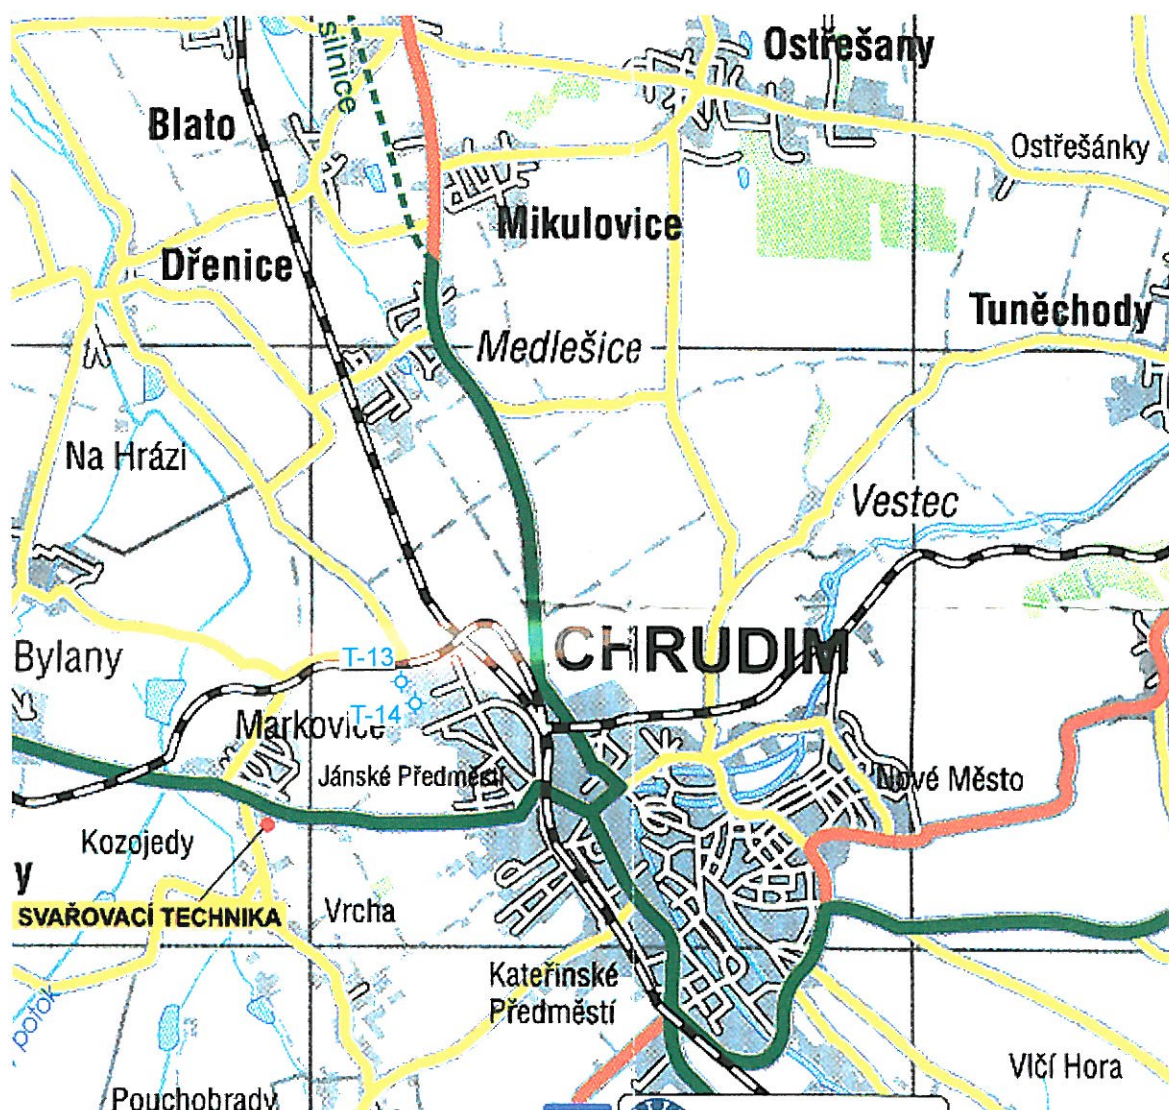 silnice
Ostřešany
Blato
Ostřešánky
Mikulovice
Dřenice
Tuněchody
Medlešice
Na Hrázi
Vestec
CHRUDIM
Bylany
T-13
T-14
Markovice
Jánské Předměstí
Nové Město
Kozojedy
y
SVAŘOVACÍ TECHNIKA
Vrcha
Kateřinské
Předměstí
potok
Vlčí Hora
Pouchobrady